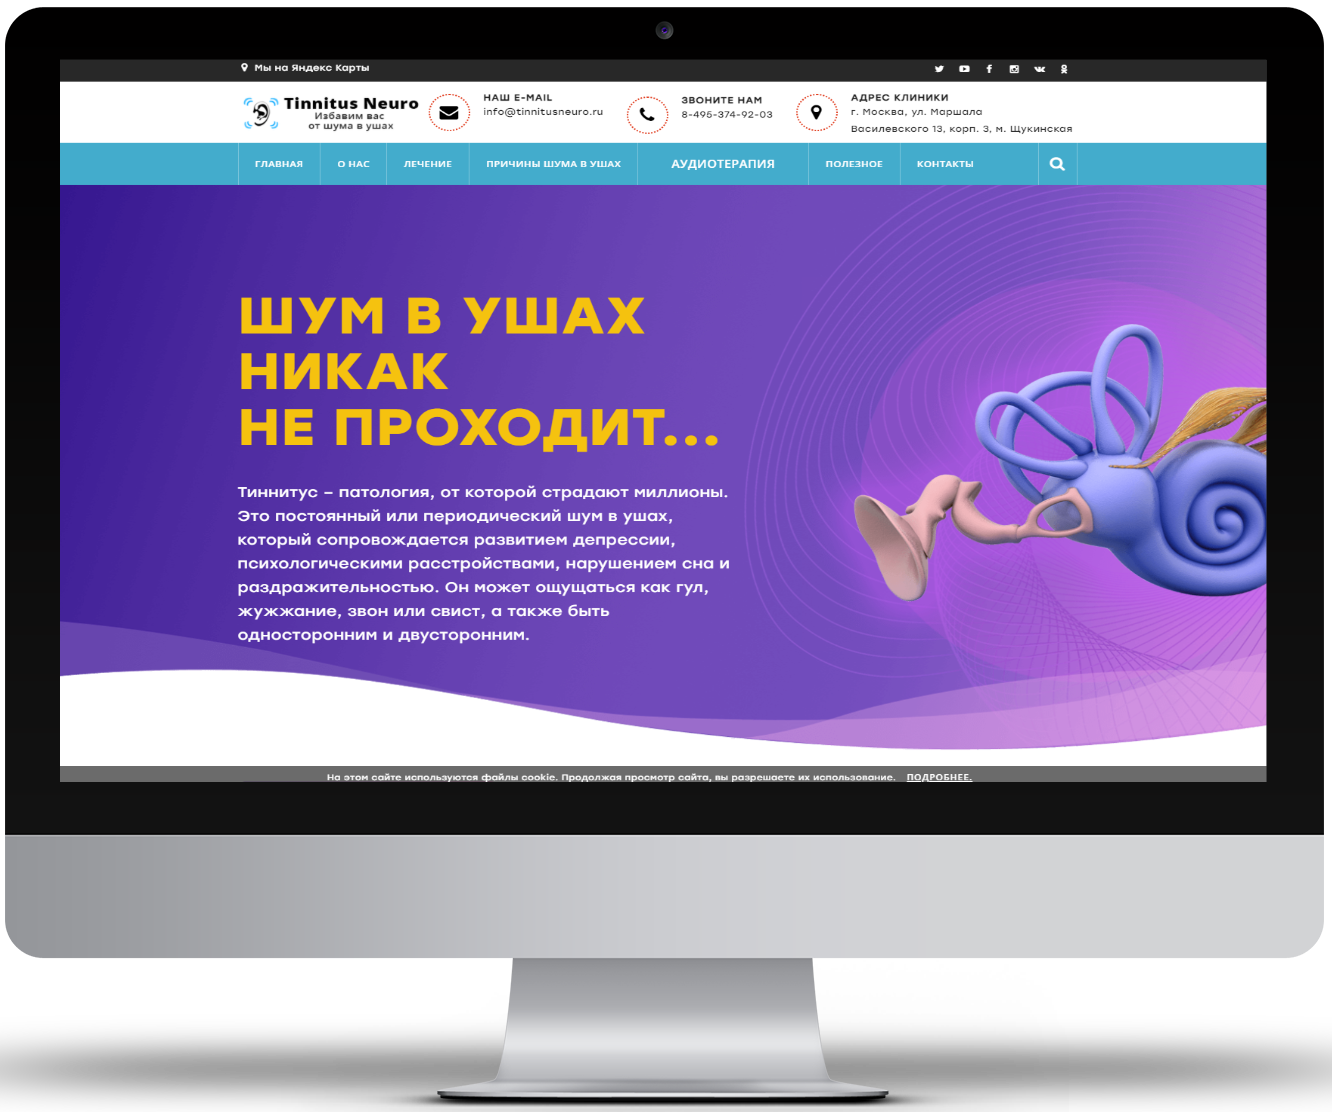 Мы на Яндекс Карты
Tinnitus Neuro
Избавим вас
от шума в ушах
НАШ E-MAIL
info@tinnitusneuro.ru
ЗВОНИТЕ НАМ
8-495-374-92-03
АДРЕС КЛИНИКИ
г. Москва, ул. Маршала
Василевского 13, корп. 3, м. Щукинская
ГЛАВНАЯ
О НАС
ЛЕЧЕНИЕ
ПРИЧИНЫ ШУМА В УШАХ
АУДИОТЕРАПИЯ
ПОЛЕЗНОЕ
КОНТАКТЫ
ШУМ В УШАХ
НИКАК
НЕ ПРОХОДИТ...
Тиннитус – патология, от которой страдают миллионы.
Это постоянный или периодический шум в ушах,
который сопровождается развитием депрессии,
психологическими расстройствами, нарушением сна и
раздражительностью. Он может ощущаться как гул,
жужжание, звон или свист, а также быть
односторонним и двусторонним.
На этом сайте используются файлы cookie. Продолжая просмотр сайта, вы разрешаете их использование. ПОДРОБНЕЕ.